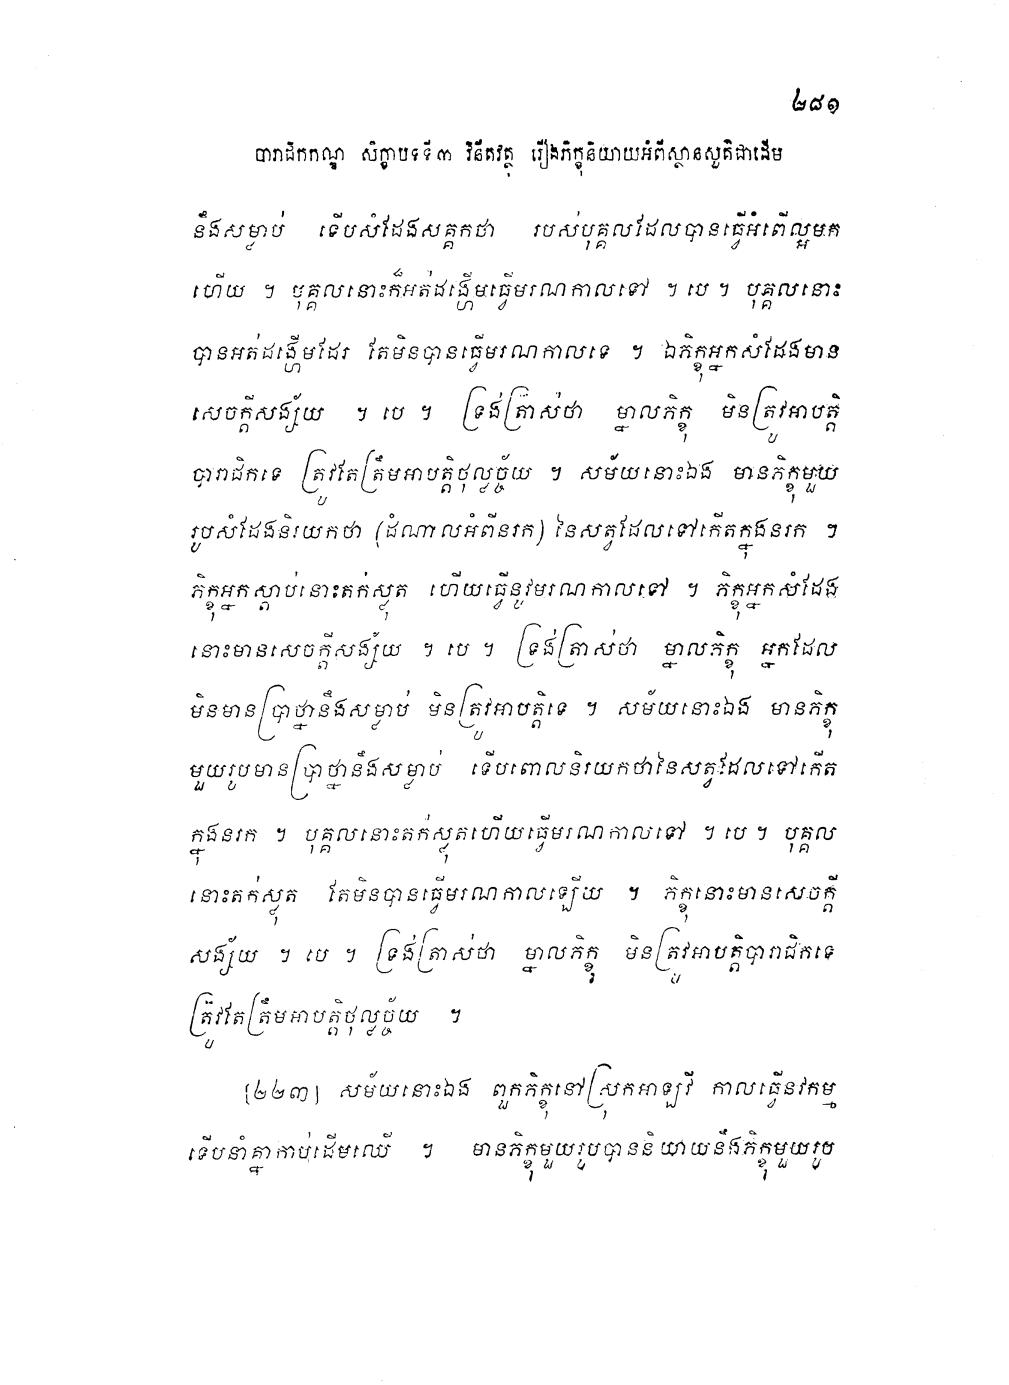 ២៨១
បារាជិកកណ្ឌ សិក្ខាបទទី៣ វិនីតវត្ថុ រឿងភិក្ខុនិយាយអំពីស្ថានសួគ៌ជាដើម
នឹងសម្លាប់ ទើបសំដែងសគ្គកថា របស់បុគ្គលដែលបានធ្វើអំពើល្អមក
ហើយ ។ បុគ្គលនោះក៏អត់ដង្ហើមធ្វើមរណកាលទៅ ។ បេ ។ បុគ្គលនោះ
បានអត់ដង្ហើមដែរ តែមិនបានធ្វើមរណកាលទេ ។ ឯភិក្ខុអ្នកសំដែងមាន
សេចក្តីសង្ស័យ ។ បេ ។ ទ្រង់ត្រាស់ថា ម្នាលភិក្ខុ មិនត្រូវអាបត្តិ
បារាជិកទេ ត្រូវតែត្រឹមអាបត្តិថុល្លច្ច័យ ។ សម័យនោះឯង មានភិក្ខុមួយ
រូបសំដែងនិរយកថា (ដំណាលអំពីនរក) នៃសត្វដែលទៅកើតក្នុងនរក ។
ភិក្ខុអ្នកស្តាប់នោះតក់ស្លុត ហើយធ្វើនូវមរណកាលទៅ ។ ភិក្ខុអ្នកសំដែង
នោះមានសេចក្តីសង្ស័យ ។ បេ ។ ទ្រង់ត្រាស់ថា ម្នាលភិក្ខុ អ្នកដែល
មិនមានប្រាថ្នានឹងសម្លាប់ មិនត្រូវអាបត្តិទេ ។ សម័យនោះឯង មានភិក្ខុ
មួយរូបមានប្រាថ្នានឹងសម្លាប់ ទើបពោលនិរយកថានៃសត្វដែលទៅកើត
ក្នុងនរក ។ បុគ្គលនោះតក់ស្លុតហើយធ្វើមរណកាលទៅ ។ បេ ។ បុគ្គល
នោះតក់ស្លុត តែមិនបានធ្វើមរណកាលឡើយ ។ ភិក្ខុនោះមានសេចក្តី
សង្ស័យ ។ បេ ។ ទ្រង់ត្រាស់ថា ម្នាលភិក្ខុ មិនត្រូវអាបត្តិបារាជិកទេ
ត្រូវតែត្រឹមអាបត្តិថុល្លច្ច័យ ។
[២២៣] សម័យនោះឯង ពួកភិក្ខុនៅស្រុកអាឡវី កាលធ្វើនវកម្ម
ទើបនាំគ្នាកាប់ដើមឈើ ។ មានភិក្ខុមួយរូបបាននិយាយនឹងភិក្ខុមួយរូប